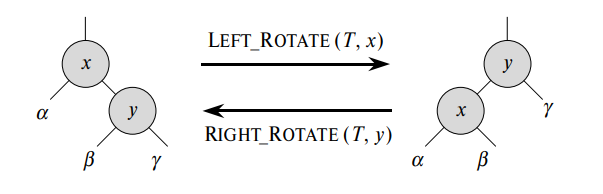 LEFT_ROTATE (T, x)
x
y
α
y
x
γ
RIGHT_ROTATE (T, y)
β
γ
α
β